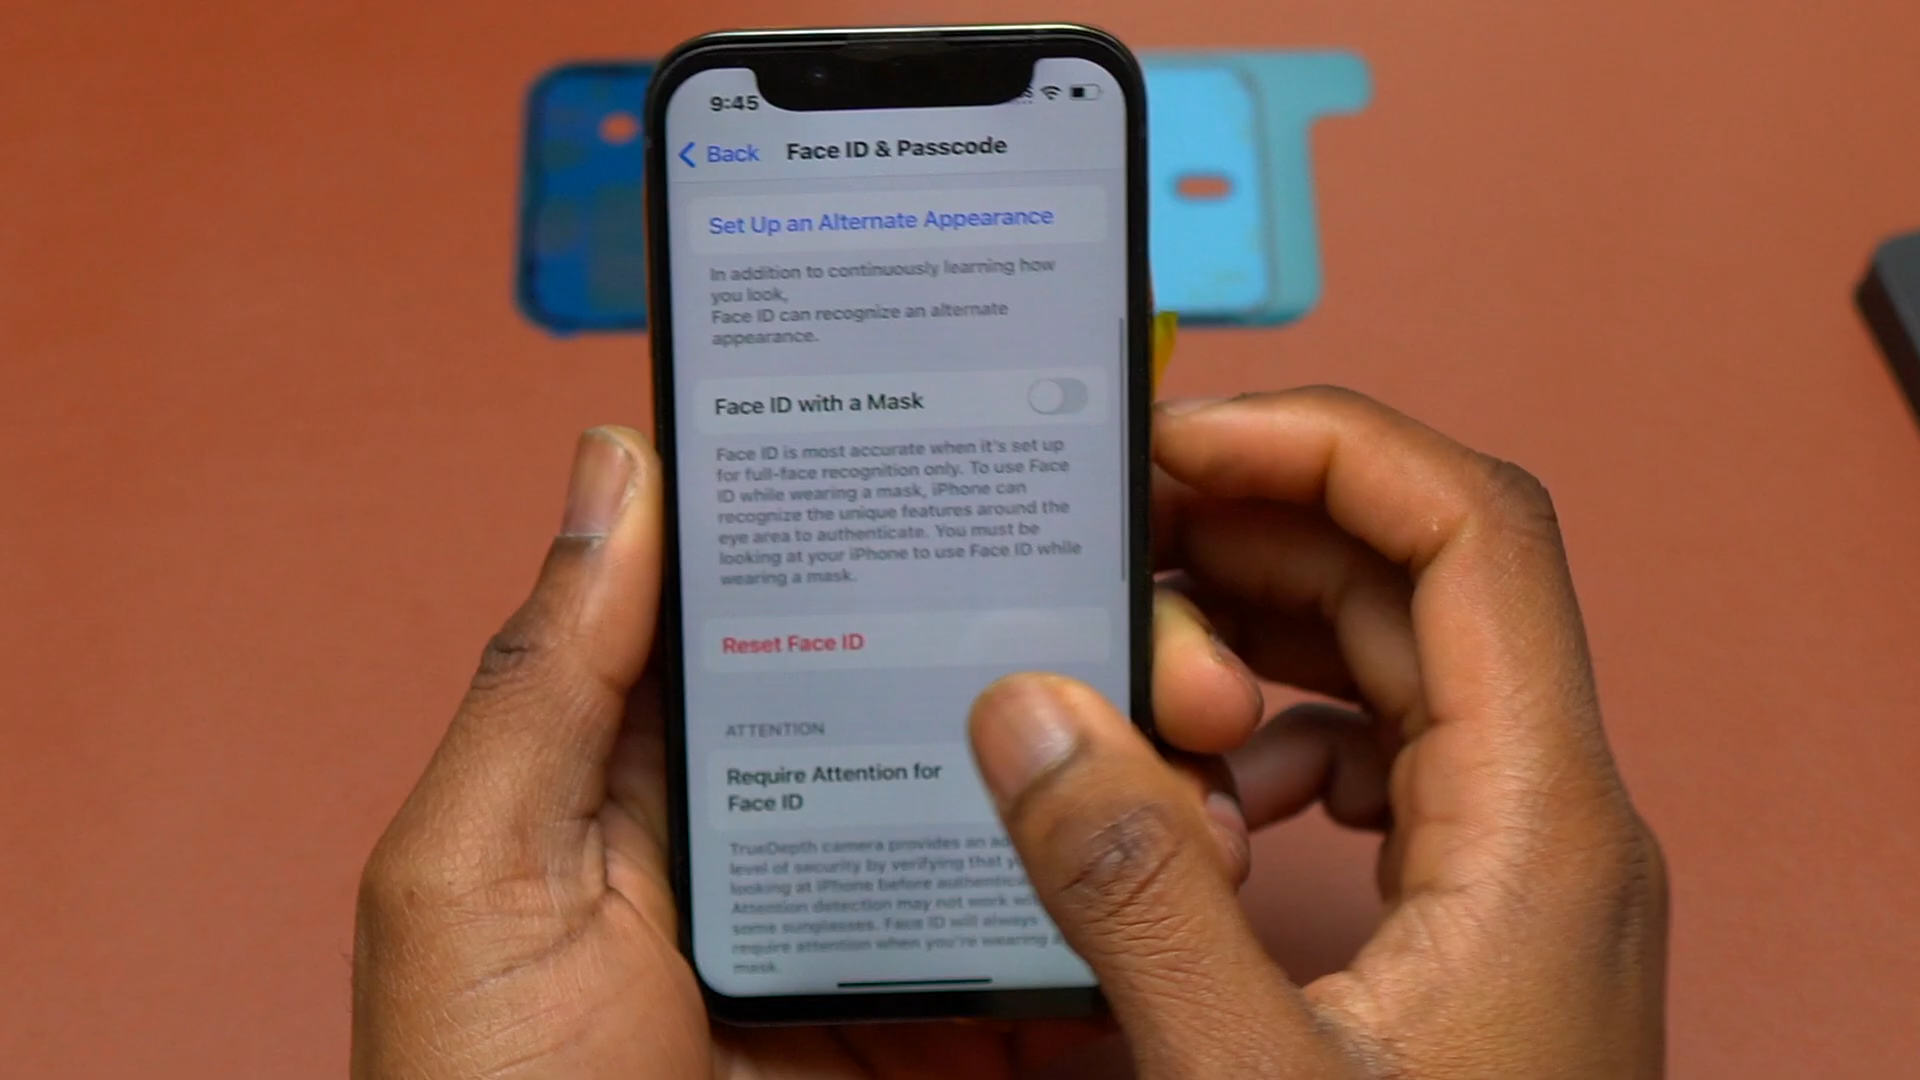 9:45
Back
Face ID & Passcode
Set Up an Alternate Appearance
In addition to continuously learning how
you look,
Face ID can recognize an alternate
appearance.
Face ID with a Mask
Face ID is most accurate when it's set up
for full-face recognition only. To use Face
ID while wearing a mask, iPhone can
recognize the unique features around the
eye area to authenticate. You must be
looking at your iPhone to use Face ID while
wearing a mask.
Reset Face ID
ATTENTION
Require Attention for
Face ID
TrueDepth camera provides an
level of security by verifying that
looking at iPhone before
Attention detection may not work
some sunglasses. Face ID will always
require attention when you're wearing a
mask.